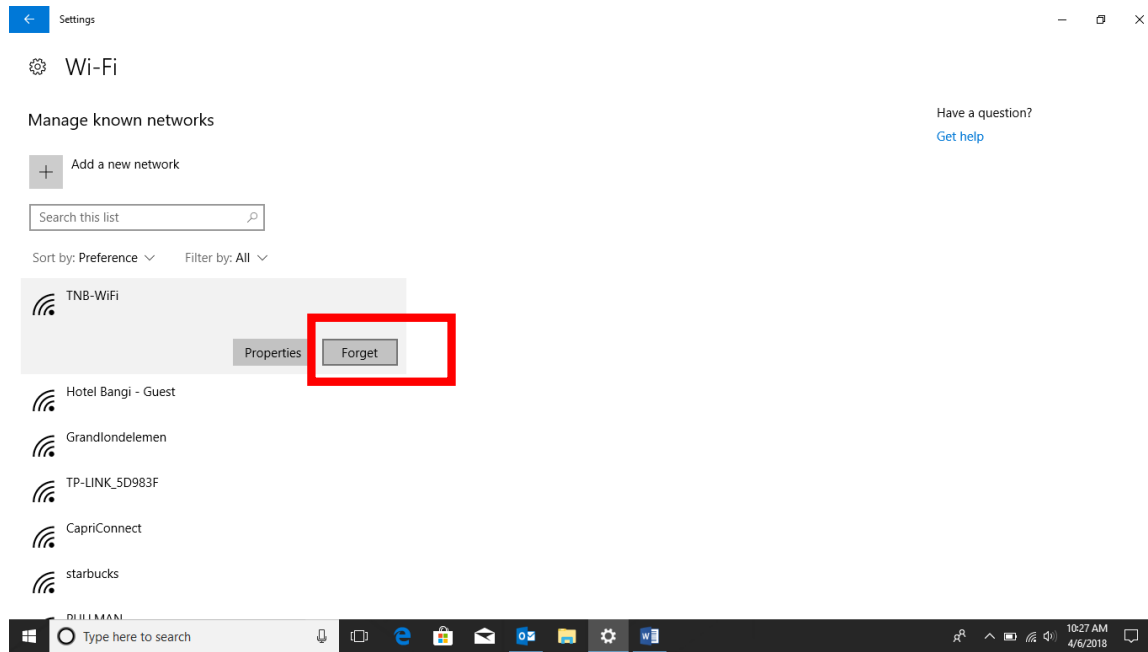 Settings
Wi-Fi
Manage known networks
Have a question?
Get help
Add a new network
Search this list
Sort by: Preference Filter by: All
TNB-WiFi
Properties Forget
Hotel Bangi - Guest
Grandlondelemen
TP-LINK_5D983F
CapriConnect
starbucks
PULLMAN
Type here to search
10:27 AM
4/6/2018